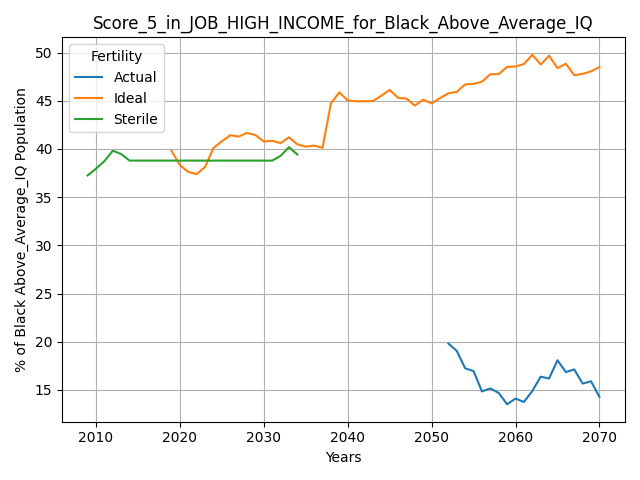 Score_5_in_JOB_HIGH_INCOME_for_Black_Above_Average_IQ
Fertility
Actual
Ideal
Sterile
% of Black Above_Average_IQ Population
50
45
40
35
30
25
20
15
2010 2020 2030 2040 2050 2060 2070
Years